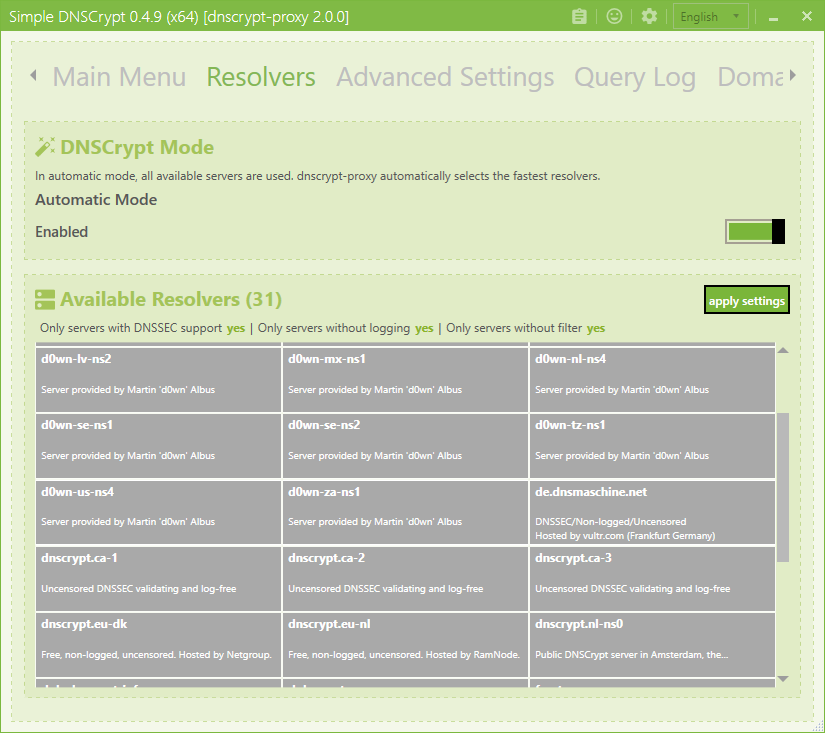 Simple DNSCrypt 0.4.9 (x64) [dnscrypt-proxy 2.0.0]
English
Main Menu Resolvers Advanced Settings Query Log Doma
DNSCrypt Mode
In automatic mode, all available servers are used. dnscrypt-proxy automatically selects the fastest resolvers.
Automatic Mode
Enabled
Available Resolvers (31)
apply settings
Only servers with DNSSEC support yes | Only servers without logging yes | Only servers without filter yes
d0wn-lv-ns2 d0wn-mx-ns1 d0wn-nl-ns4
Server provided by Martin 'd0wn' Albus Server provided by Martin 'd0wn' Albus Server provided by Martin 'd0wn' Albus
d0wn-se-ns1 d0wn-se-ns2 d0wn-tz-ns1
Server provided by Martin 'd0wn' Albus Server provided by Martin 'd0wn' Albus Server provided by Martin 'd0wn' Albus
d0wn-us-ns4 d0wn-za-ns1 de.dnsmaschine.net
Server provided by Martin 'd0wn' Albus Server provided by Martin 'd0wn' Albus DNSSEC/Non-logged/Uncensored
Hosted by vultr.com (Frankfurt Germany)
dnscrypt.ca-1 dnscrypt.ca-2 dnscrypt.ca-3
Uncensored DNSSEC validating and log-free Uncensored DNSSEC validating and log-free Uncensored DNSSEC validating and log-free
dnscrypt.eu-dk dnscrypt.eu-nl dnscrypt.nl-ns0
Free, non-logged, uncensored. Hosted by Netgroup. Free, non-logged, uncensored. Hosted by RamNode. Public DNSCrypt server in Amsterdam, the...